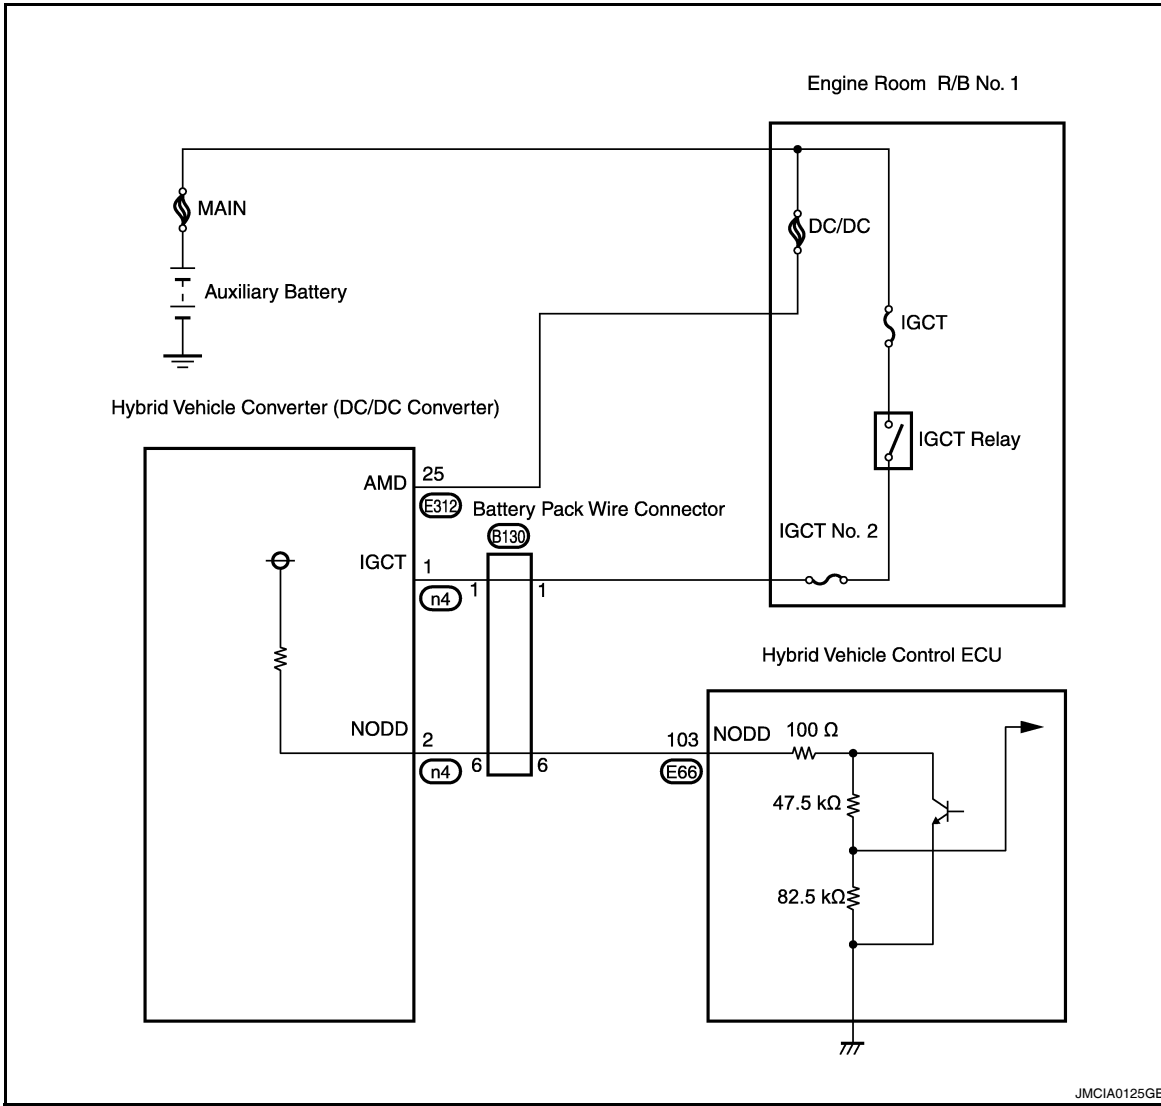 Engine Room R/B No. 1
MAIN
DC/DC
Auxiliary Battery
IGCT
Hybrid Vehicle Converter (DC/DC Converter)
IGCT Relay
AMD
25
E312
Battery Pack Wire Connector
B130
IGCT No. 2
IGCT
1
n4
1
1
Hybrid Vehicle Control ECU
NODD
2
n4
6
6
103
E66
NODD
100 Ω
47.5 kΩ
82.5 kΩ
JMCIA0125GB